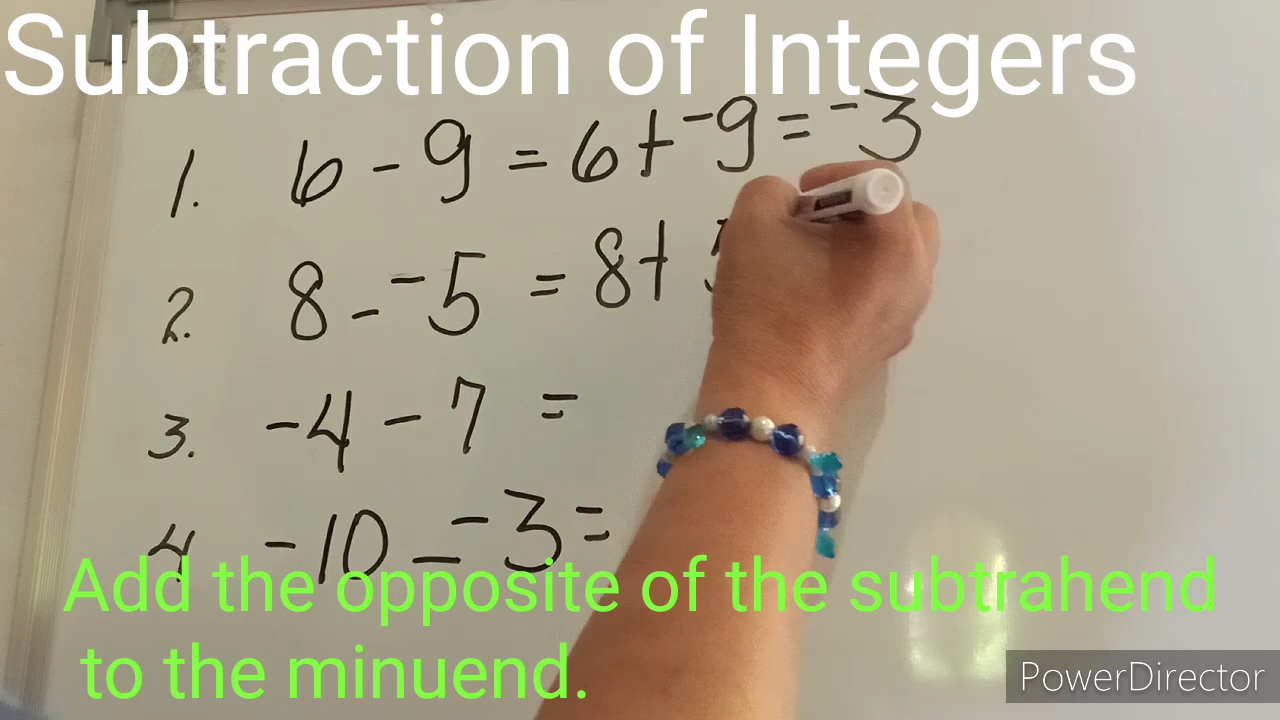 Subtraction of Integers
1. 6 - 9 = 6 + -9 = -3
2. 8 - -5 = 8 +
3. -4 - 7 =
4. -10 - -3 =
Add the opposite of the subtrahend
to the minuend.
PowerDirector